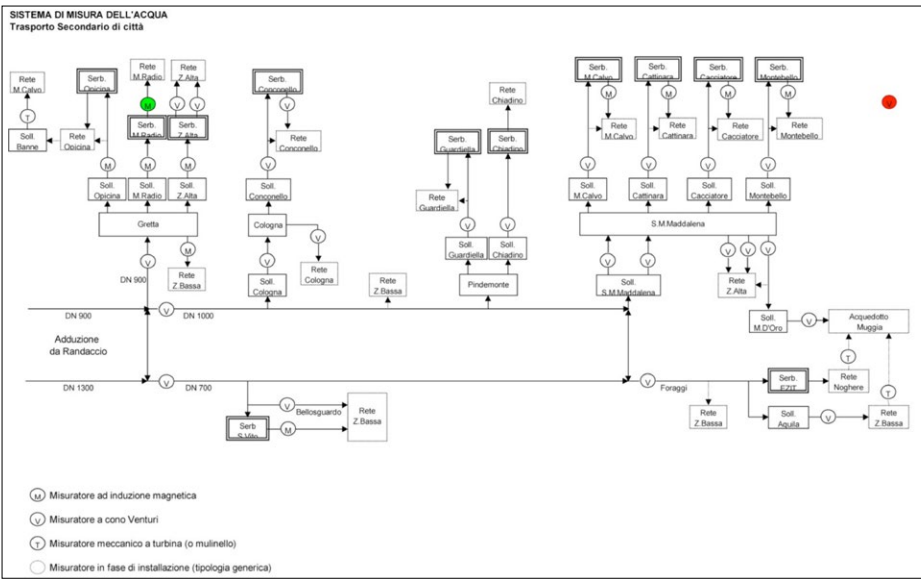 SISTEMA DI MISURA DELL'ACQUA
Trasporto Secondario di città
Rete
M.Calvo
Serb.
Opicina
Rete
M.Radio
Rete
Z.Alta
Serb.
Conconello
Rete
Chiadino
Serb.
M.Calvo
Serb.
Cattinara
Serb.
Cacciatore
Serb.
Montebello
M
V
V
V
M
M
M
M
V
T
Soll.
Banne
Rete
Opicina
Serb.
M.Radio
Serb.
Z.Alta
Rete
Conconello
Serb.
Guardiella
Serb.
Chiadino
Rete
M.Calvo
Rete
Cattinara
Rete
Cacciatore
Rete
Montebello
M
M
M
V
V
V
V
V
Soll.
Opicina
Soll.
M.Radio
Soll.
Z.Alta
Soll.
Conconello
Rete
Guardiella
Soll.
M.Calvo
Soll.
Cattinara
Soll.
Cacciatore
Soll.
Montebello
Gretta
V
Cologna
V
V
V
S.M.Maddalena
V
M
V
Soll.
Guardiella
Soll.
Chiadino
V
V
V
V
V
DN 900
Rete
Z.Bassa
Soll.
Cologna
Rete
Cologna
Rete
Z.Bassa
Pindemonte
Soll.
S.M.Maddalena
Rete
Z.Alta
DN 900
V
DN 1000
Soll.
M.D'Oro
V
Acquedotto
Muggia
Adduzione
da Randaccio
T
DN 1300
V
DN 700
V
Foraggi
Serb.
EZIT
Rete
Noghere
T
V
Bellosguardo
Rete
Z.Bassa
Serb
S.Vito
M
Rete
Z.Bassa
Soll.
Aquila
V
Rete
Z.Bassa
M Misuratore ad induzione magnetica
V Misuratore a cono Venturi
T Misuratore meccanico a turbina (o mulinello)
Misuratore in fase di installazione (tipologia generica)